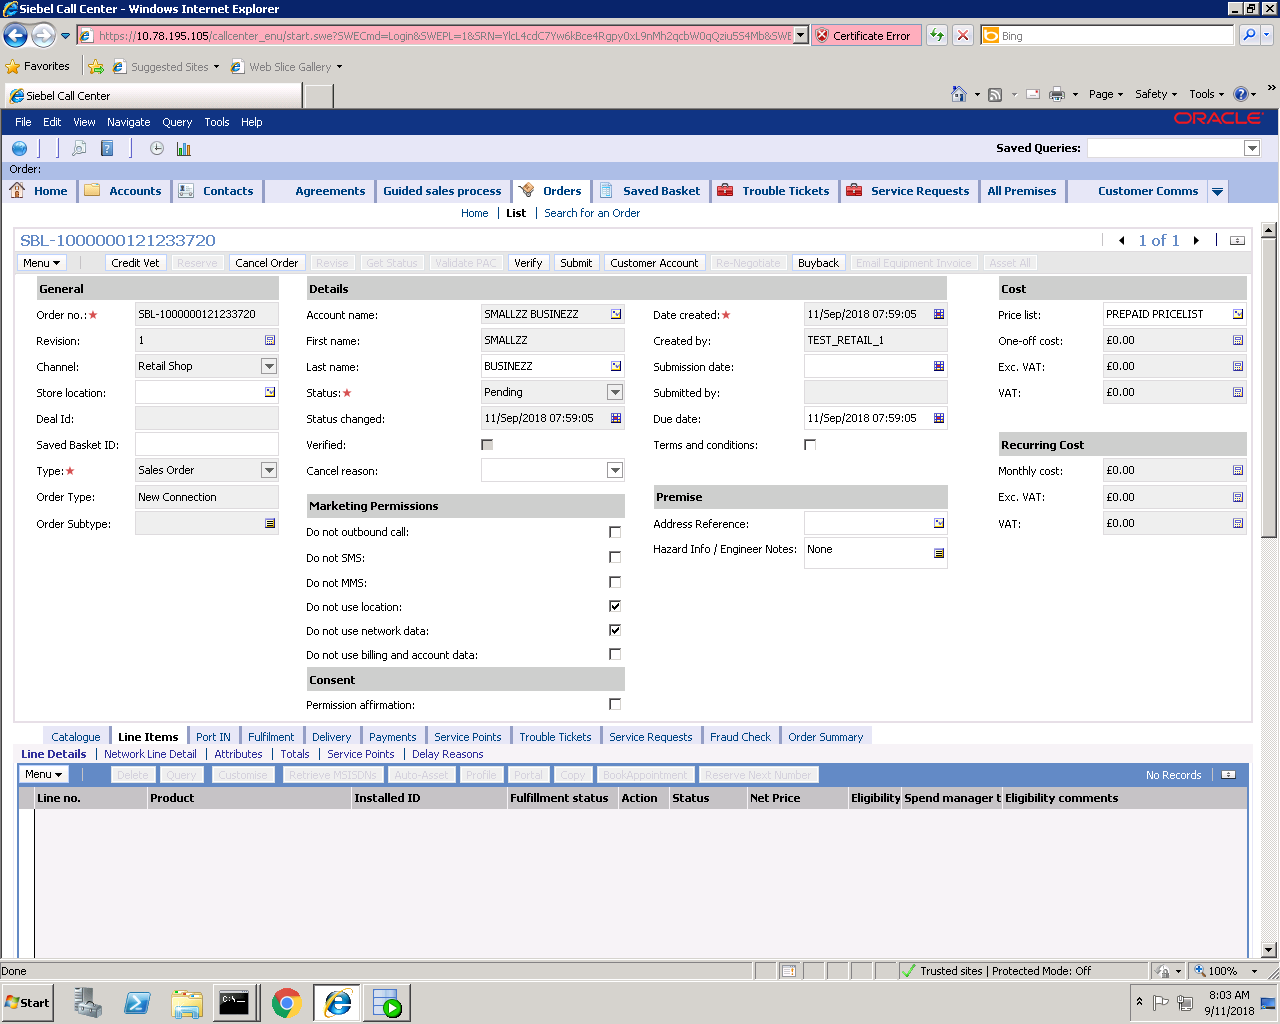 Siebel Call Center - Windows Internet Explorer
https://10.78.195.105/callcenter_enu/start.swe?SWECmd=Login&SWEPL=1&SRN=
Certificate Error
Bing
Favorites
Suggested Sites
Web Slice Gallery
Siebel Call Center
Page
Safety
Tools
»
File Edit View Navigate Query Tools Help
ORACLE
Saved Queries:
Order:
Home Accounts Contacts Agreements Guided sales process Orders Saved Basket Trouble Tickets Service Requests All Premises Customer Comms
Home List Search for an Order
SBL-1000000121233720
1 of 1
Menu Credit Vet Reserve Cancel Order Revise Get Status Validate PAC Verify Submit Customer Account Re-Negotiate Buyback Email Equipment Invoice Asset All
General Details Cost
Order no.:★ SBL-1000000121233720 Account name: SMALLZZ BUSINEZZ Date created:★ 11/Sep/2018 07:59:05 Price list: PREPAID PRICELIST
Revision: 1 First name: SMALLZZ Created by: TEST_RETAIL_1 One-off cost: £0.00
Channel: Retail Shop Last name: BUSINEZZ Submission date: Exc. VAT: £0.00
Store location: Status:★ Pending Submitted by: VAT: £0.00
Deal Id: Status changed: 11/Sep/2018 07:59:05 Due date: 11/Sep/2018 07:59:05
Saved Basket ID: Verified: Terms and conditions: Recurring Cost
Type:★ Sales Order Cancel reason: Monthly cost: £0.00
Order Type: New Connection Marketing Permissions Premise Exc. VAT: £0.00
Order Subtype: Do not outbound call: Address Reference: VAT: £0.00
Do not SMS: Hazard Info / Engineer Notes: None
Do not MMS:
Do not use location:
Do not use network data:
Do not use billing and account data:
Consent
Permission affirmation:
Catalogue Line Items Port IN Fulfilment Delivery Payments Service Points Trouble Tickets Service Requests Fraud Check Order Summary
Line Details Network Line Detail Attributes Totals Service Points Delay Reasons
Menu Delete Query Customise Retrieve MSISDNs Auto-Asset Profile Portal Copy BookAppointment Reserve Next Number No Records
Line no. Product Installed ID Fulfillment status Action Status Net Price Eligibility Spend manager t Eligibility comments
Done
Trusted sites | Protected Mode: Off
100%
Start
C:\
8:03 AM
9/11/2018